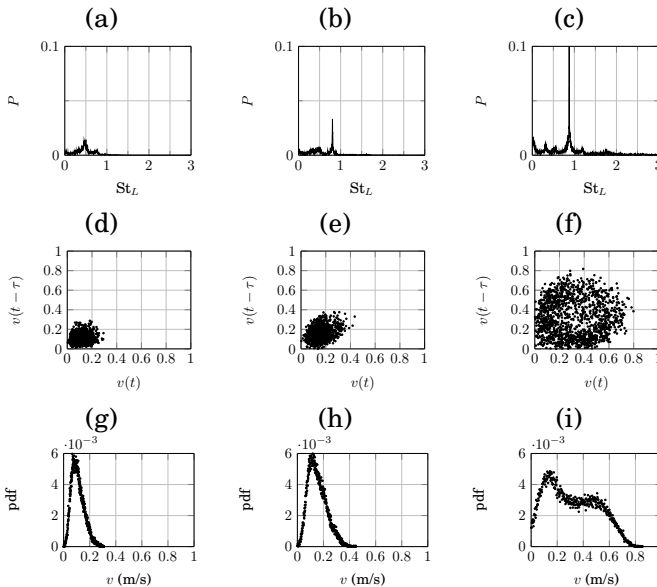 (a) (b) (c)
0.1 0.1 0.1
P P P
0 0 0
0 1 2 3 0 1 2 3 0 1 2 3
St_L St_L St_L
(d) (e) (f)
1 1 1
0.8 0.8 0.8
0.6 0.6 0.6
0.4 0.4 0.4
0.2 0.2 0.2
0 0 0
v(t − τ) v(t − τ) v(t − τ)
0 0.2 0.4 0.6 0.8 1 0 0.2 0.4 0.6 0.8 1 0 0.2 0.4 0.6 0.8 1
v(t) v(t) v(t)
(g) (h) (i)
·10⁻³ ·10⁻³ ·10⁻³
6 6 6
4 4 4
2 2 2
0 0 0
pdf pdf pdf
0 0.2 0.4 0.6 0.8 1 0 0.2 0.4 0.6 0.8 1 0 0.2 0.4 0.6 0.8
v (m/s) v (m/s) v (m/s)